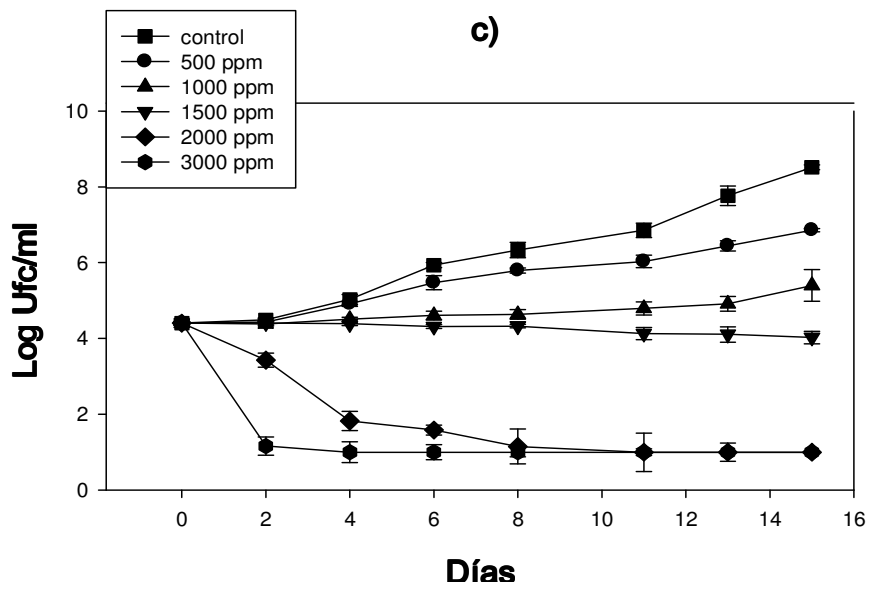 c)
control
500 ppm
1000 ppm
1500 ppm
2000 ppm
3000 ppm
10
8
6
4
2
0
Log Ufc/ml
0 2 4 6 8 10 12 14 16
Días